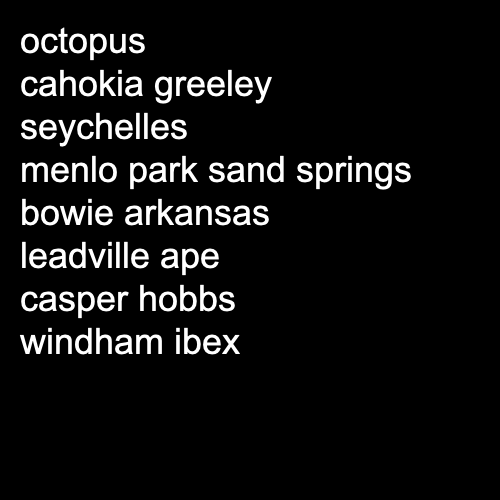 octopus
cahokia greeley
seychelles
menlo park sand springs
bowie arkansas
leadville ape
casper hobbs
windham ibex